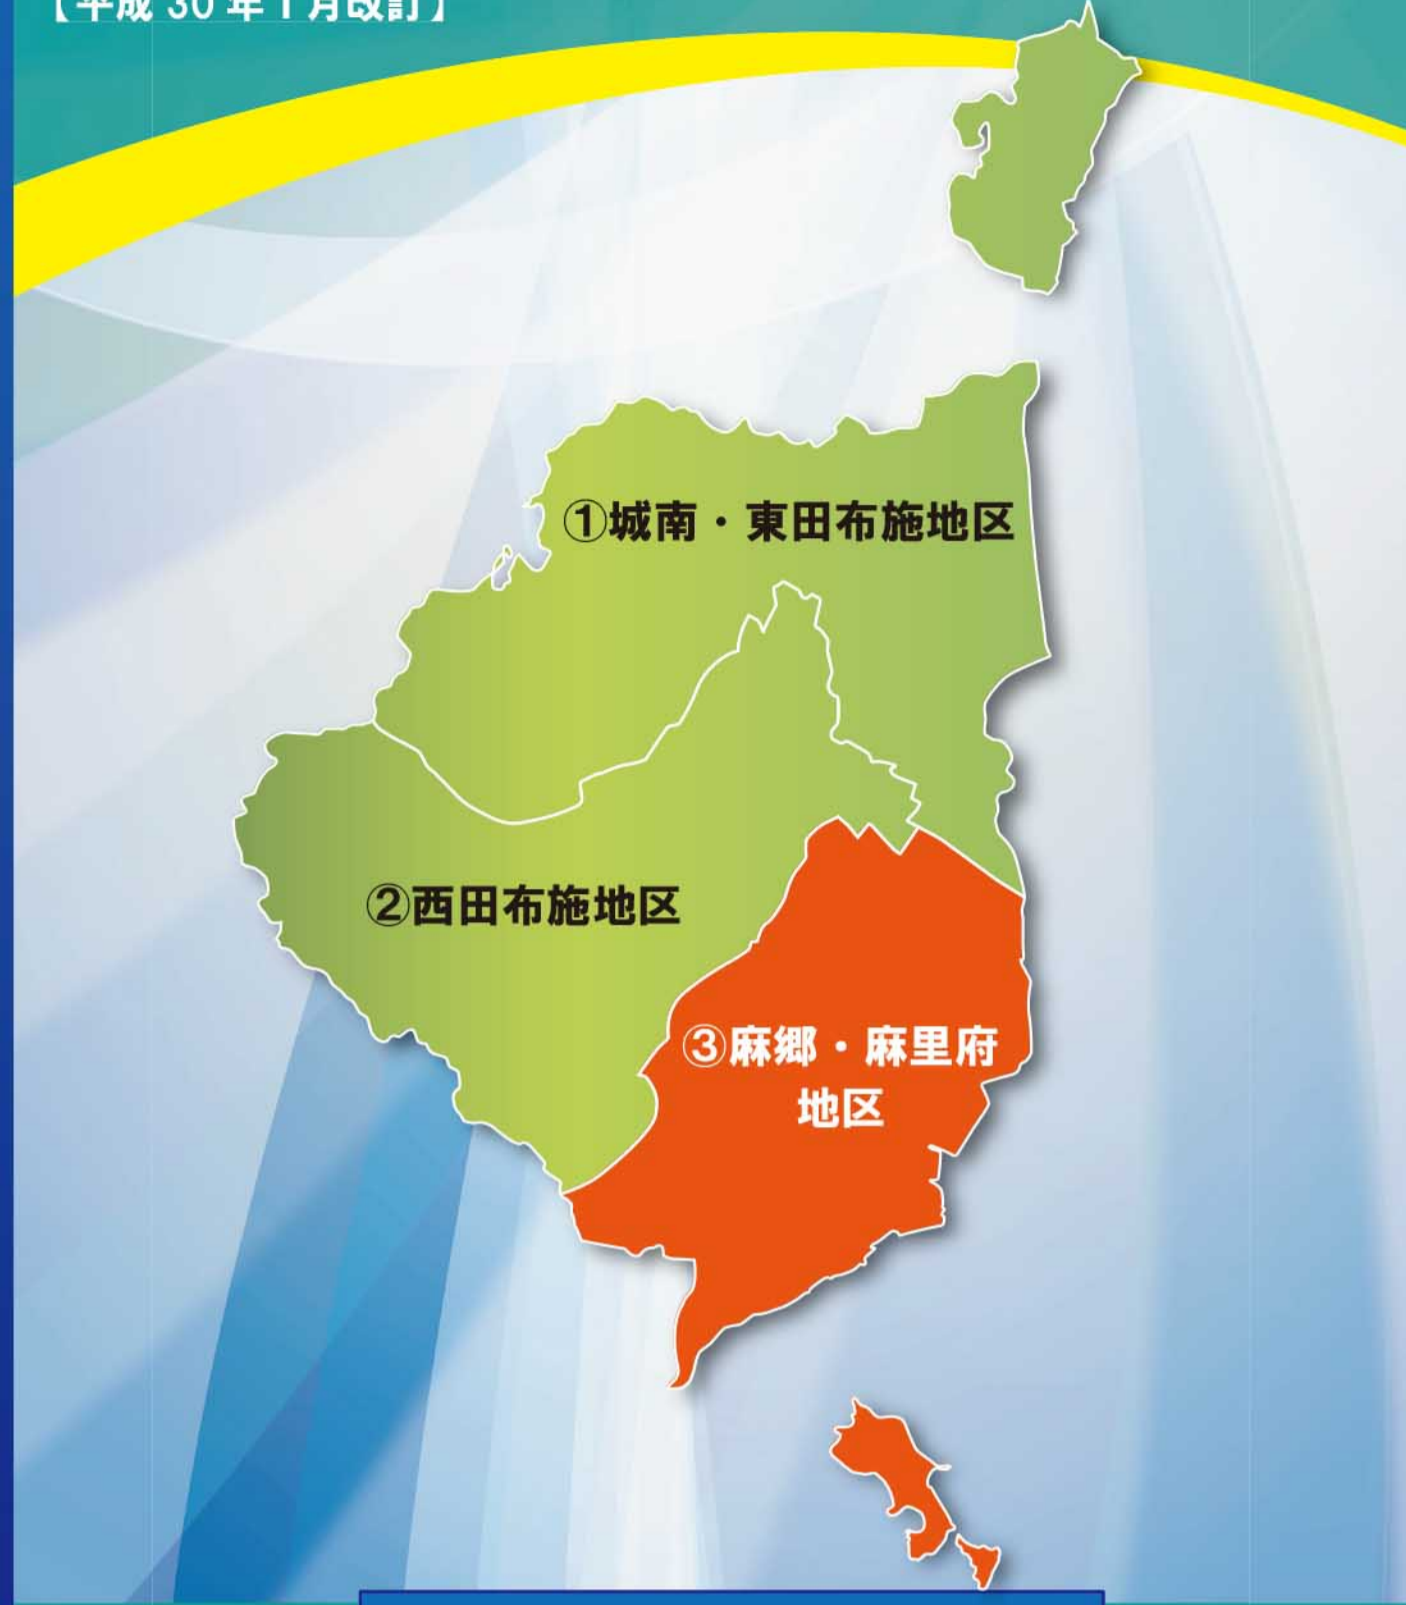 【平成 30 年 1 月改訂】
①城南・東田布施地区
②西田布施地区
③麻郷・麻里府
地区